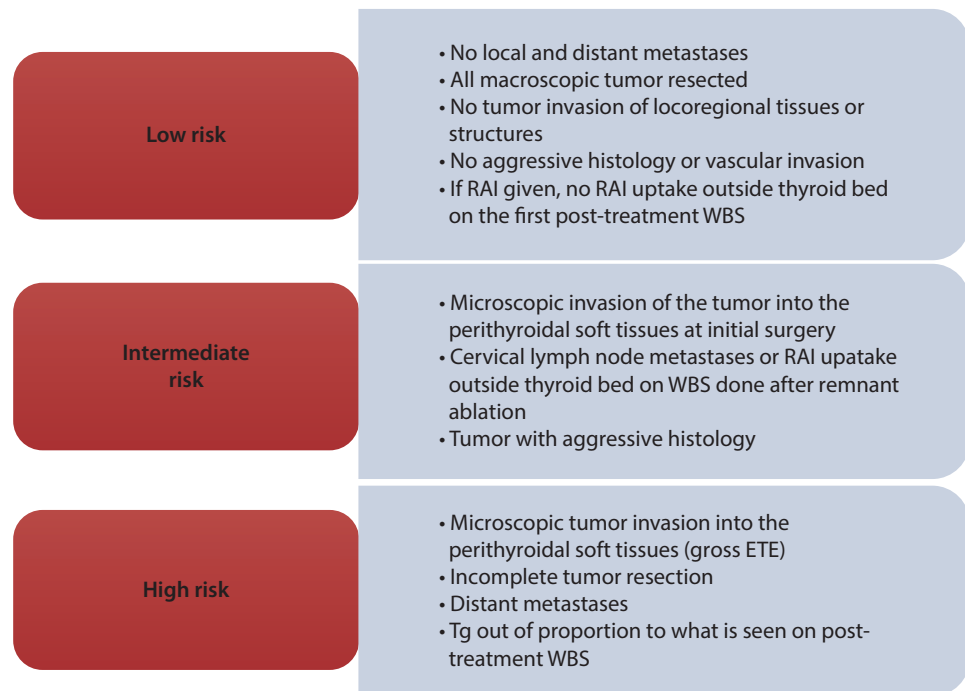 Low risk
• No local and distant metastases
• All macroscopic tumor resected
• No tumor invasion of locoregional tissues or
structures
• No aggressive histology or vascular invasion
• If RAI given, no RAI uptake outside thyroid bed
on the first post-treatment WBS
Intermediate
risk
• Microscopic invasion of the tumor into the
perithyroidal soft tissues at initial surgery
• Cervical lymph node metastases or RAI upatake
outside thyroid bed on WBS done after remnant
ablation
• Tumor with aggressive histology
High risk
• Microscopic tumor invasion into the
perithyroidal soft tissues (gross ETE)
• Incomplete tumor resection
• Distant metastases
• Tg out of proportion to what is seen on post-
treatment WBS